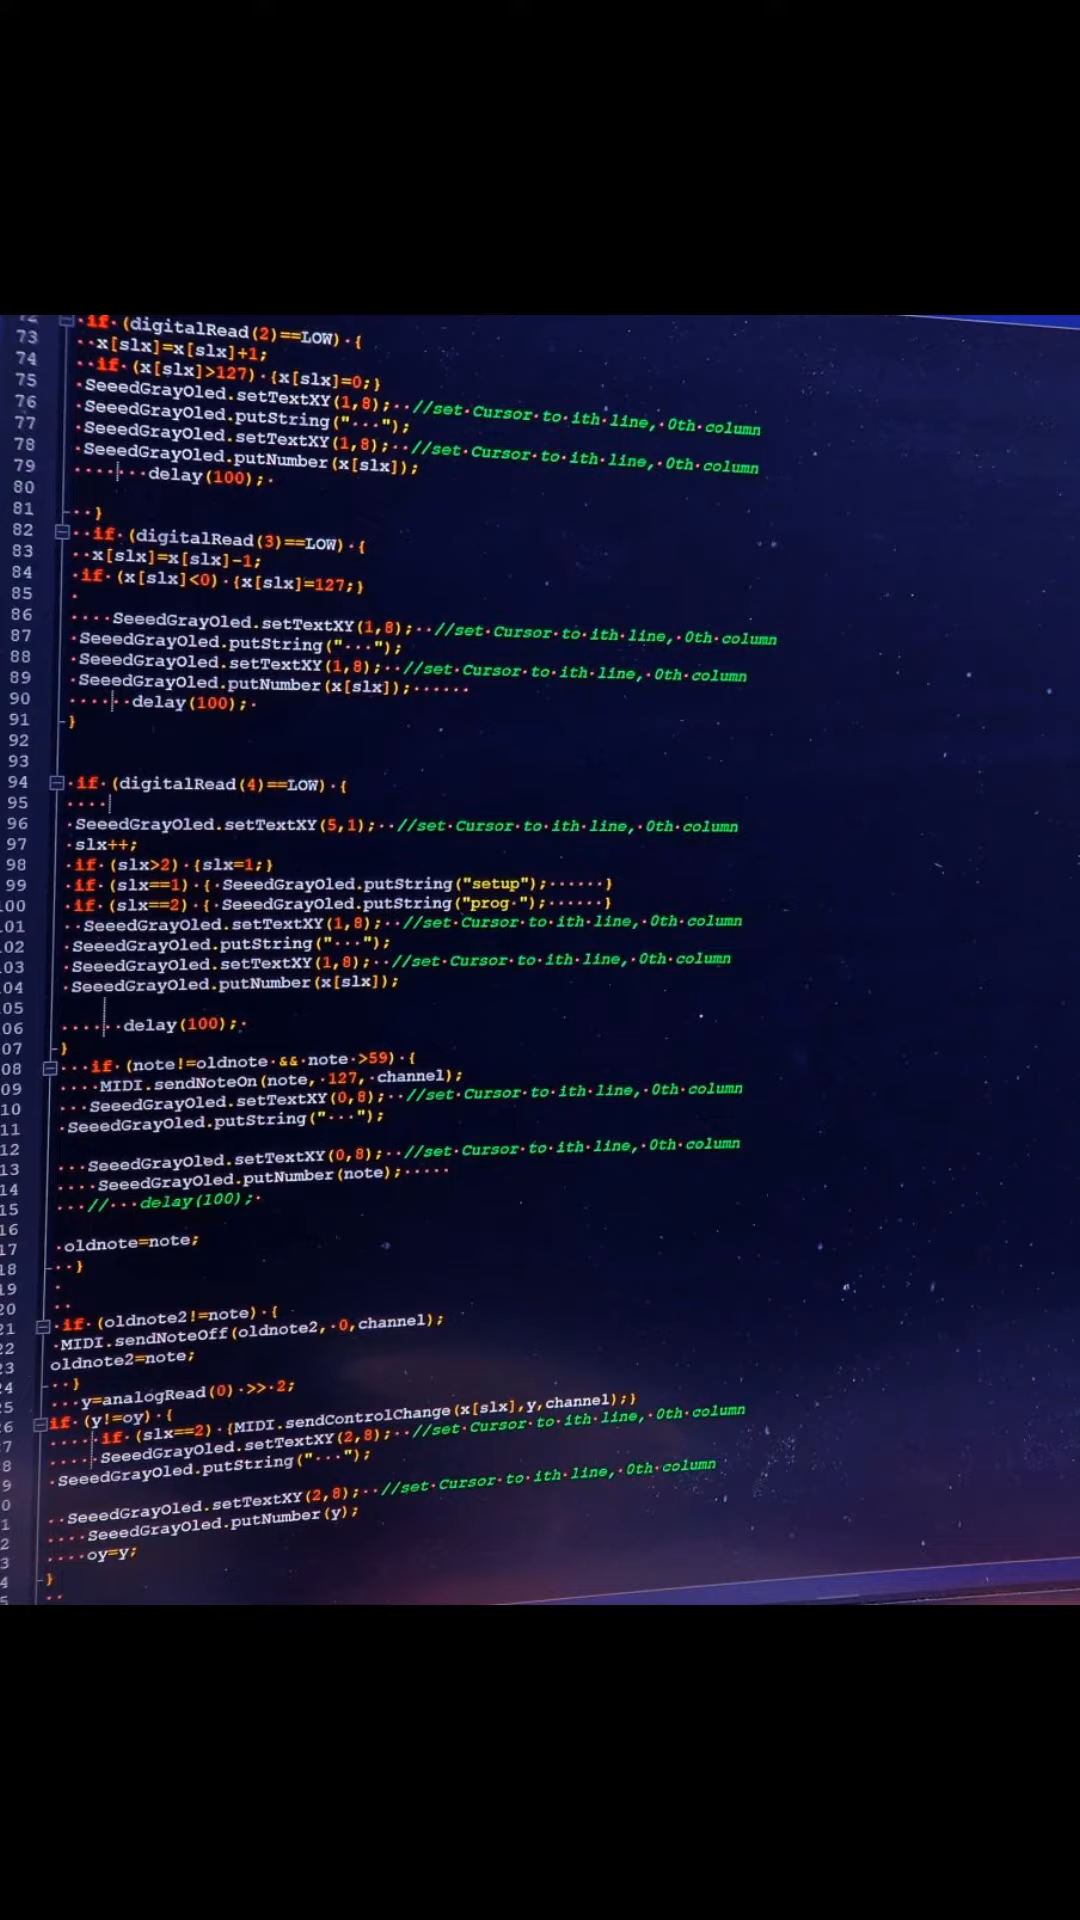 73 if (digitalRead(2)==LOW) {
74 x[slx]=x[slx]+1;
75 if (x[slx]>127) {x[slx]=0;}
76 SeeedGrayOled.setTextXY(1,8); //set Cursor to ith line, 0th column
77 SeeedGrayOled.putString("   ");
78 SeeedGrayOled.setTextXY(1,8); //set Cursor to ith line, 0th column
79 SeeedGrayOled.putNumber(x[slx]);
80 delay(100);
81 }
82 if (digitalRead(3)==LOW) {
83 x[slx]=x[slx]-1;
84 if (x[slx]<0) {x[slx]=127;}
85
86 SeeedGrayOled.setTextXY(1,8); //set Cursor to ith line, 0th column
87 SeeedGrayOled.putString("   ");
88 SeeedGrayOled.setTextXY(1,8); //set Cursor to ith line, 0th column
89 SeeedGrayOled.putNumber(x[slx]);
90 delay(100);
91 }
92
93
94 if (digitalRead(4)==LOW) {
95
96 SeeedGrayOled.setTextXY(5,1); //set Cursor to ith line, 0th column
97 slx++;
98 if (slx>2) {slx=1;}
99 if (slx==1) { SeeedGrayOled.putString("setup"); }
00 if (slx==2) { SeeedGrayOled.putString("prog "); }
01 SeeedGrayOled.setTextXY(1,8); //set Cursor to ith line, 0th column
02 SeeedGrayOled.putString("   ");
03 SeeedGrayOled.setTextXY(1,8); //set Cursor to ith line, 0th column
04 SeeedGrayOled.putNumber(x[slx]);
05
06 delay(100);
07 }
08 if (note!=oldnote && note >59) {
09 MIDI.sendNoteOn(note, 127, channel);
10 SeeedGrayOled.setTextXY(0,8); //set Cursor to ith line, 0th column
11 SeeedGrayOled.putString("   ");
12
13 SeeedGrayOled.setTextXY(0,8); //set Cursor to ith line, 0th column
14 SeeedGrayOled.putNumber(note);
15 // delay(100);
16
17 oldnote=note;
18 }
19
20
21 if (oldnote2!=note) {
22 MIDI.sendNoteOff(oldnote2, 0,channel);
23 oldnote2=note;
24 }
25 y=analogRead(0) >> 2;
26 if (y!=oy) {
7 if (slx==2) {MIDI.sendControlChange(x[slx],y,channel);}
8 SeeedGrayOled.setTextXY(2,8); //set Cursor to ith line, 0th column
9 SeeedGrayOled.putString("   ");
0
1 SeeedGrayOled.setTextXY(2,8); //set Cursor to ith line, 0th column
2 SeeedGrayOled.putNumber(y);
3 oy=y;
4 }
5